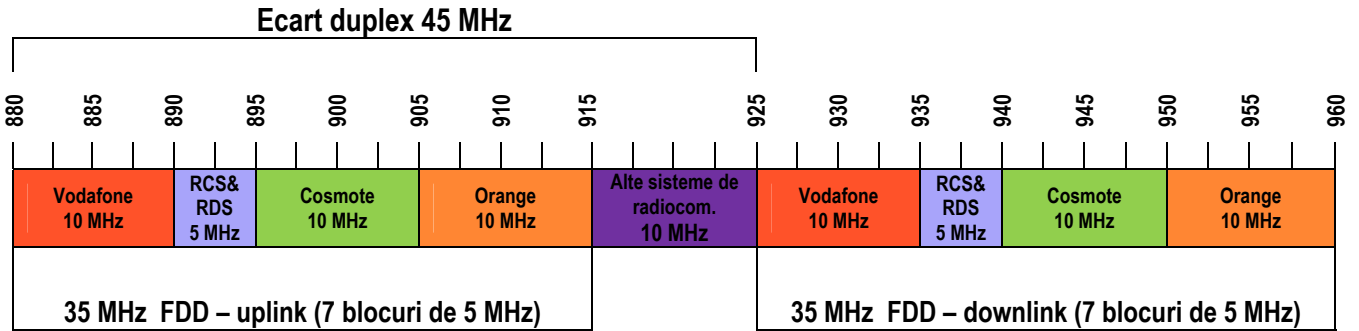 Ecart duplex 45 MHz
880 885 890 895 900 905 910 915 925 930 935 940 945 950 955 960
Vodafone
10 MHz
RCS&
RDS
5 MHz
Cosmote
10 MHz
Orange
10 MHz
Alte sisteme de
radiocom.
10 MHz
Vodafone
10 MHz
RCS&
RDS
5 MHz
Cosmote
10 MHz
Orange
10 MHz
35 MHz FDD – uplink (7 blocuri de 5 MHz)
35 MHz FDD – downlink (7 blocuri de 5 MHz)